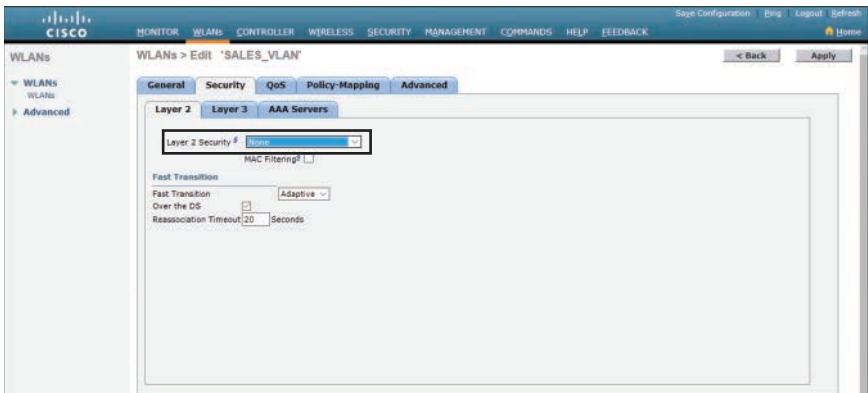 Save Configuration Ping Logout Refresh
CISCO MONITOR WLANs CONTROLLER WIRELESS SECURITY MANAGEMENT COMMANDS HELP FEEDBACK Home
WLANs
WLANs > Edit 'SALES_VLAN'
< Back Apply
WLANs
WLANs
Advanced
General Security QoS Policy-Mapping Advanced
Layer 2 Layer 3 AAA Servers
Layer 2 Security 6 None
MAC Filtering9
Fast Transition
Fast Transition Adaptive
Over the DS
Reassociation Timeout 20 Seconds